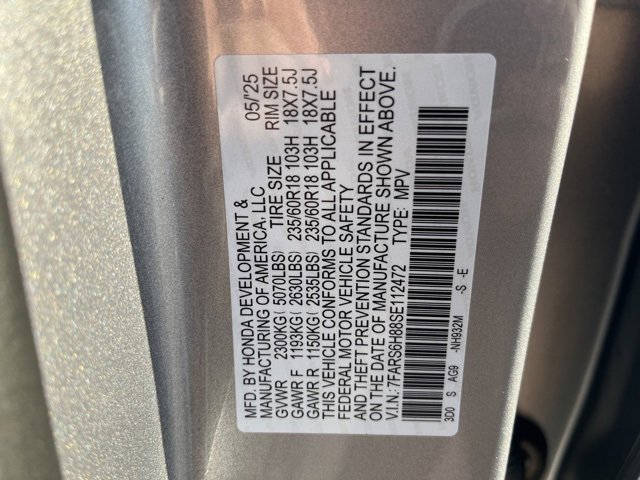 MFD. BY HONDA DEVELOPMENT & 05/'25
MANUFACTURING OF AMERICA, LLC RIM SIZE
GVWR 2300KG ( 5070LBS) TIRE SIZE 18X7.5J
GAWR F 1193KG ( 2630LBS) 235/60R18 103H 18X7.5J
GAWR R 1150KG ( 2535LBS) 235/60R18 103H
THIS VEHICLE CONFORMS TO ALL APPLICABLE
FEDERAL MOTOR VEHICLE SAFETY
AND THEFT PREVENTION STANDARDS IN EFFECT
ON THE DATE OF MANUFACTURE SHOWN ABOVE.
V.I.N.: 7FARS6H88SE112472 TYPE: MPV
3D0 S AG9 -NH932M -S -E